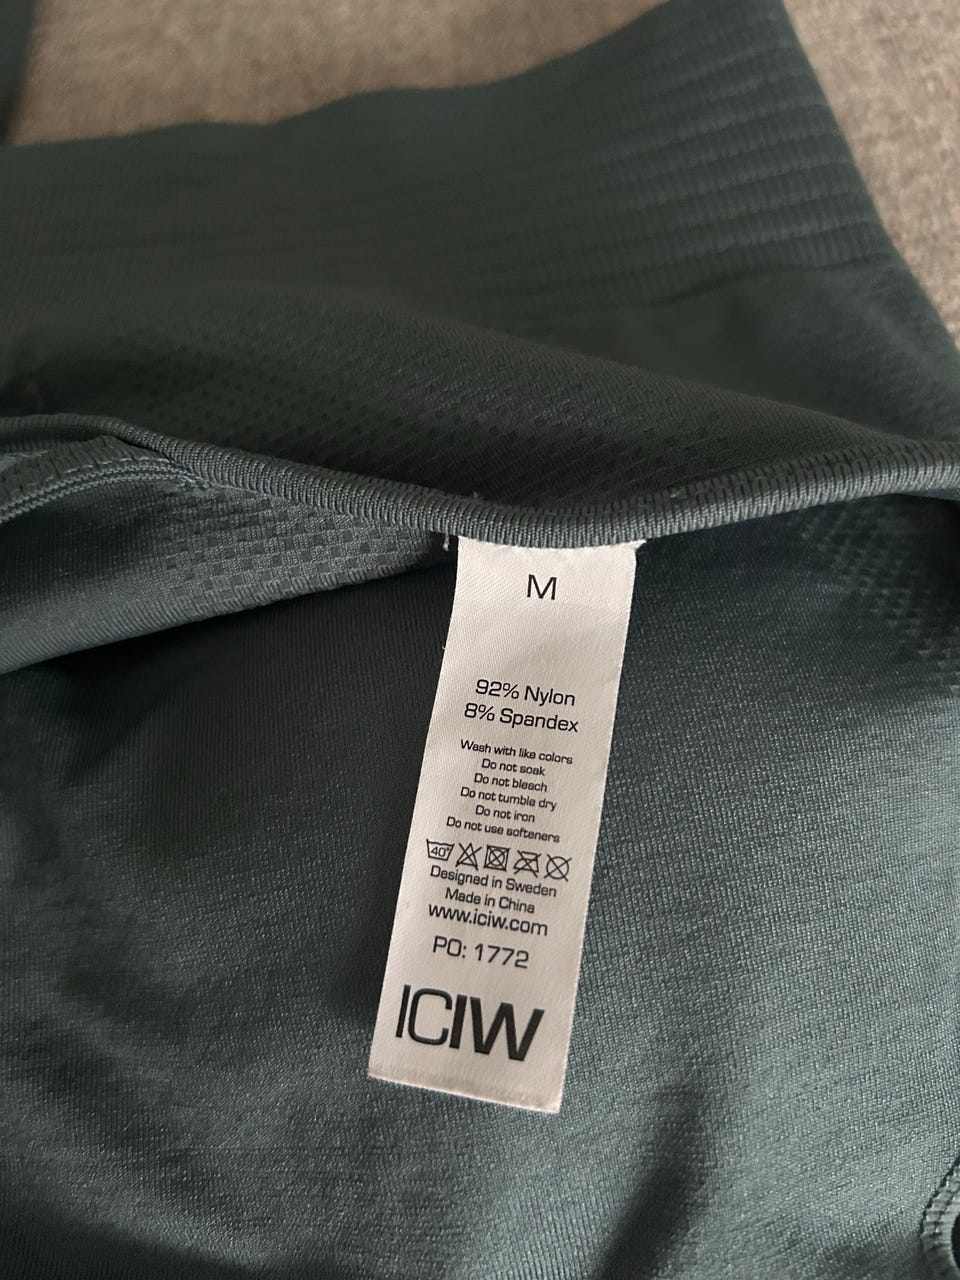 M
92% Nylon
8% Spandex
Wash with like colors
Do not soak
Do not bleach
Do not tumble dry
Do not iron
Do not use softeners
40°
Designed in Sweden
Made in China
www.iciw.com
PO: 1772
ICIW